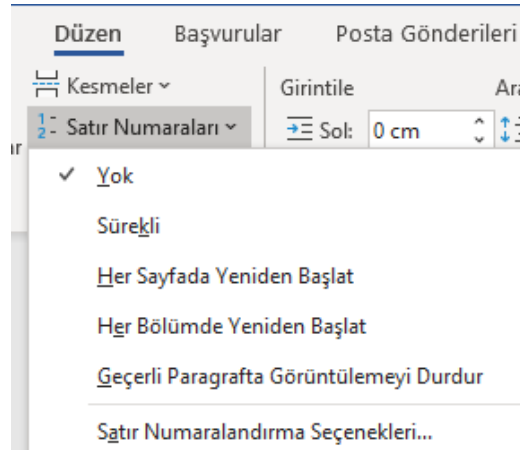 Düzen Başvurular Posta Gönderileri
Kesmeler Girintile
Satır Numaraları Sol: 0 cm
Yok
Sürekli
Her Sayfada Yeniden Başlat
Her Bölümde Yeniden Başlat
Geçerli Paragrafta Görüntülemeyi Durdur
Satır Numaralandırma Seçenekleri...